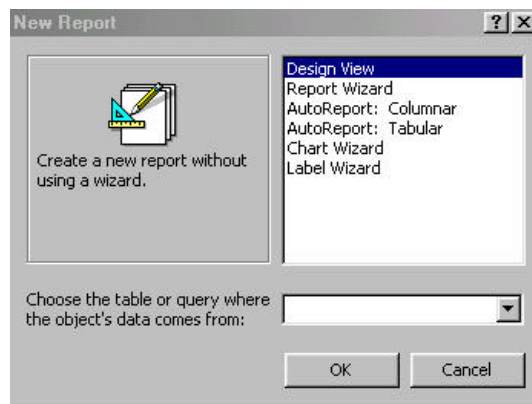 New Report
?
Create a new report without
using a wizard.
Design View
Report Wizard
AutoReport: Columnar
AutoReport: Tabular
Chart Wizard
Label Wizard
Choose the table or query where
the object's data comes from:
OK
Cancel